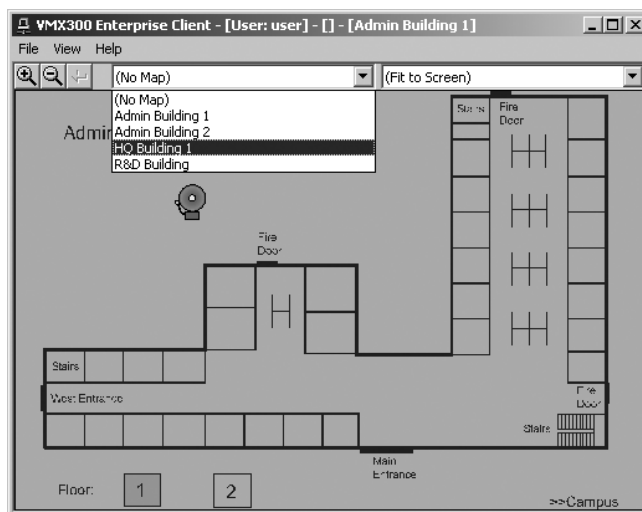 VMX300 Enterprise Client - [User: user] - [] - [Admin Building 1]
File View Help
(No Map) (Fit to Screen)
(No Map)
Admin Building 1
Admin Building 2
HQ Building 1
R&D Building
Admin
Stairs
Fire
Door
Fire
Door
Stairs
West Entrance
Fire
Door
Stairs
Main
Entrance
Floor: 1 2
>>Campus